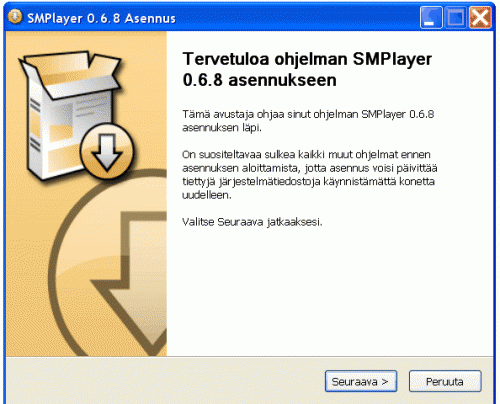 SMPlayer 0.6.8 Asennus
Tervetuloa ohjelman SMPlayer
0.6.8 asennukseen
Tämä avustaja ohjaa sinut ohjelman SMPlayer 0.6.8
asennuksen läpi.
On suositeltavaa sulkea kaikki muut ohjelmat ennen
asennuksen aloittamista, jotta asennus voisi päivittää
tiettyjä järjestelmätiedostoja käynnistämättä konetta
uudelleen.
Valitse Seuraava jatkaaksesi.
Seuraava >
Peruuta